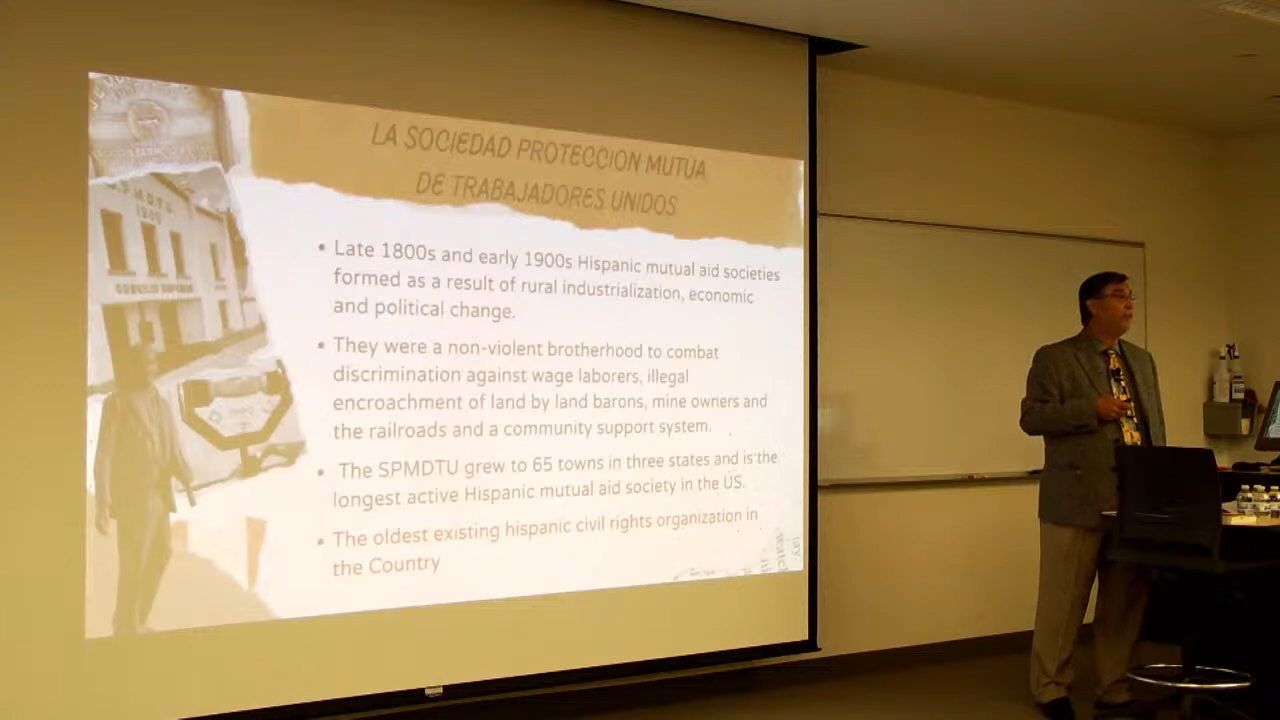 LA SOCIEDAD PROTECCION MUTUA
DE TRABAJADORES UNIDOS
• Late 1800s and early 1900s Hispanic mutual aid societies
formed as a result of rural industrialization, economic
and political change.
• They were a non-violent brotherhood to combat
discrimination against wage laborers, illegal
encroachment of land by land barons, mine owners and
the railroads and a community support system.
• The SPMDTU grew to 65 towns in three states and is the
longest active Hispanic mutual aid society in the US.
• The oldest existing hispanic civil rights organization in
the Country
S.P.M.D.T.U.
1900